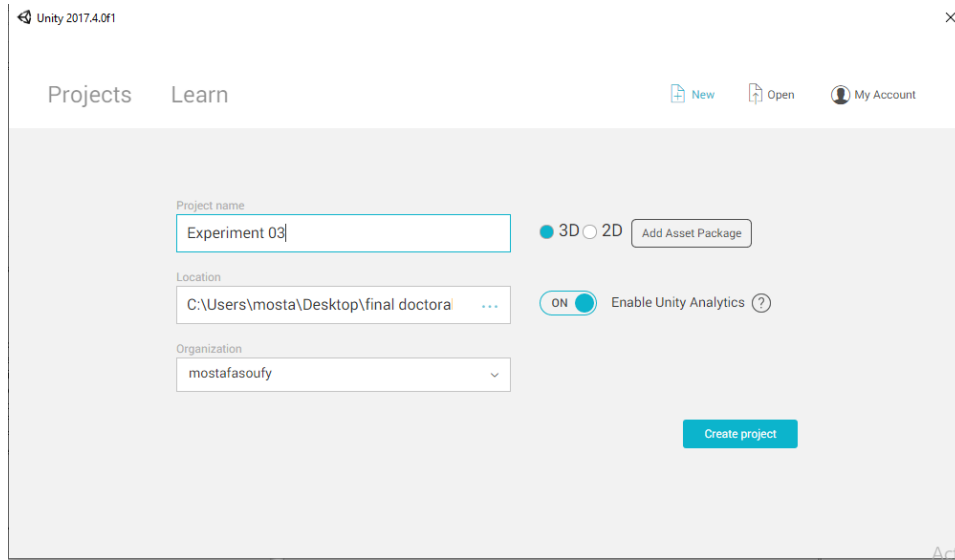 Unity 2017.4.0f1
Projects Learn New Open My Account
Project name
Experiment 03
3D 2D Add Asset Package
Location
C:\Users\mosta\Desktop\final doctora ...
ON Enable Unity Analytics ?
Organization
mostafasoufy
Create project
Act